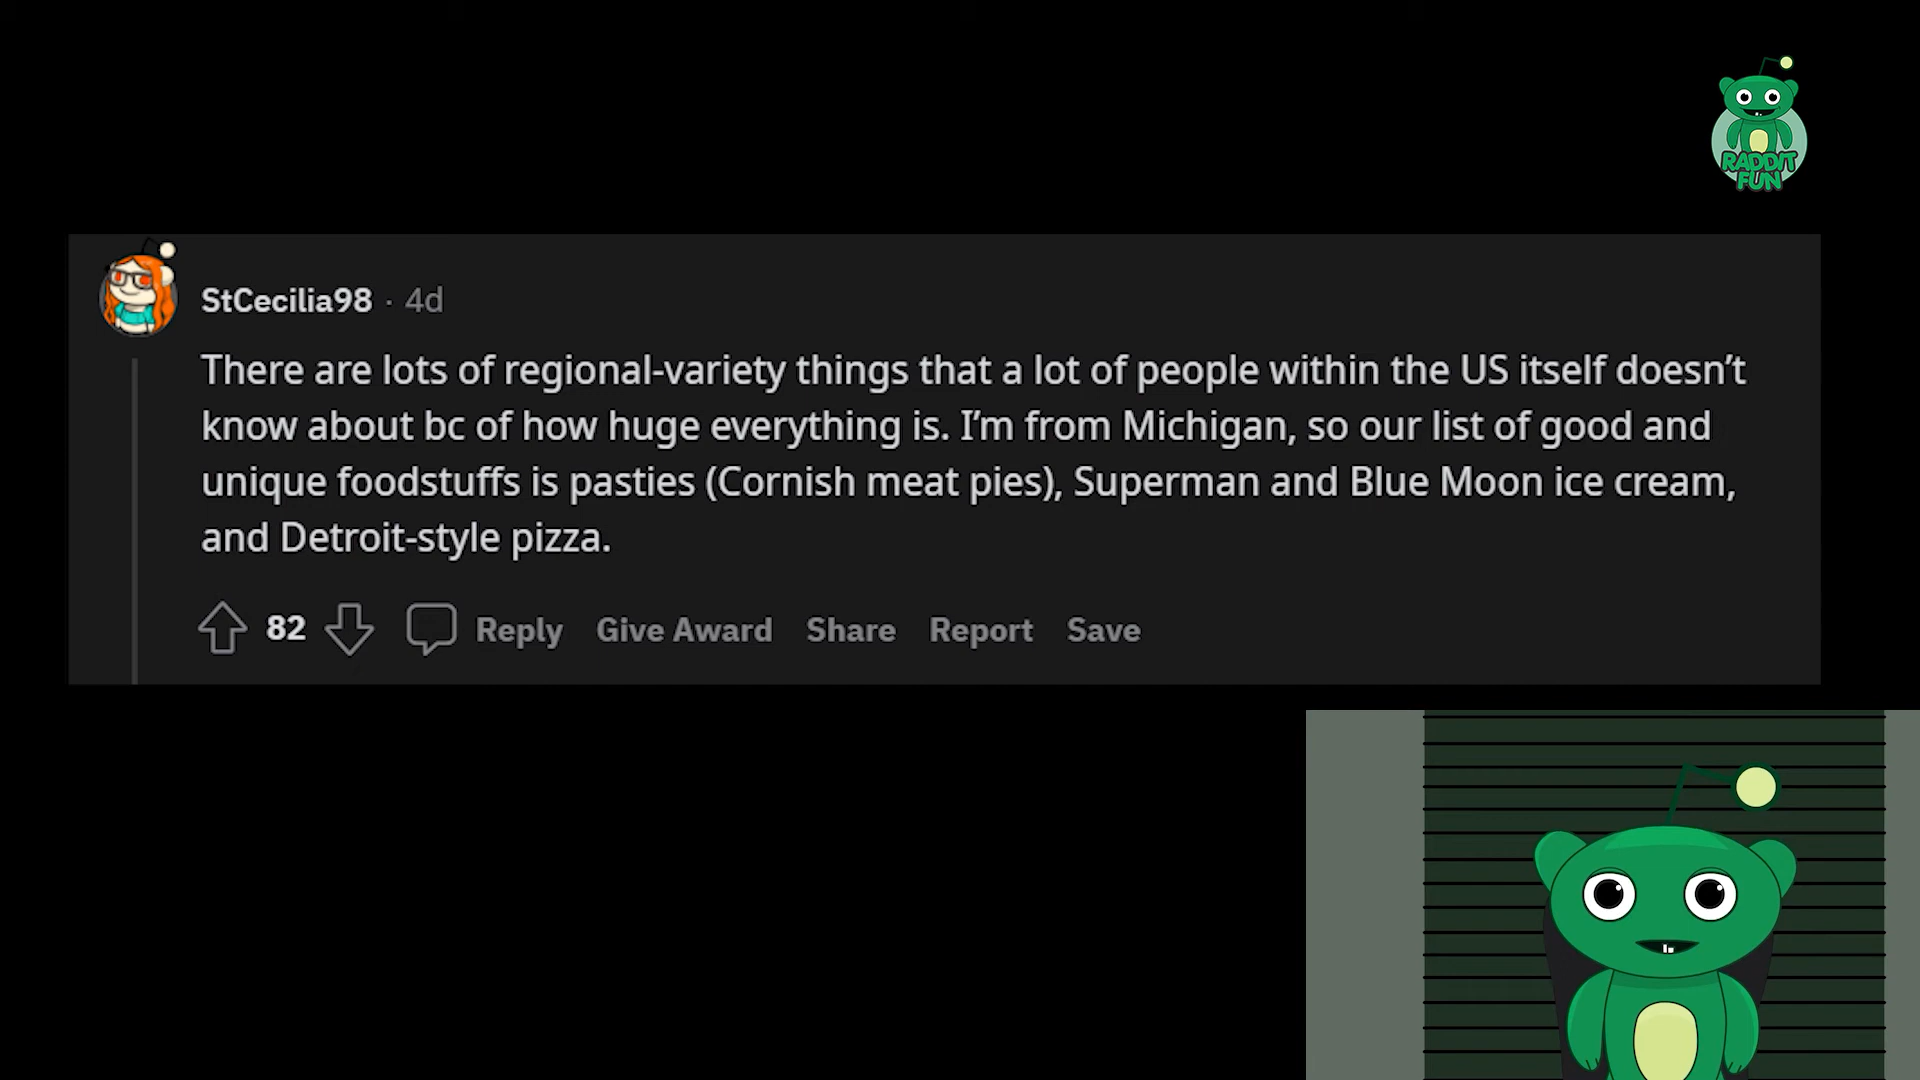 RADDIT
FUN
StCecilia98 · 4d
There are lots of regional-variety things that a lot of people within the US itself doesn’t
know about bc of how huge everything is. I’m from Michigan, so our list of good and
unique foodstuffs is pasties (Cornish meat pies), Superman and Blue Moon ice cream,
and Detroit-style pizza.
82 Reply Give Award Share Report Save